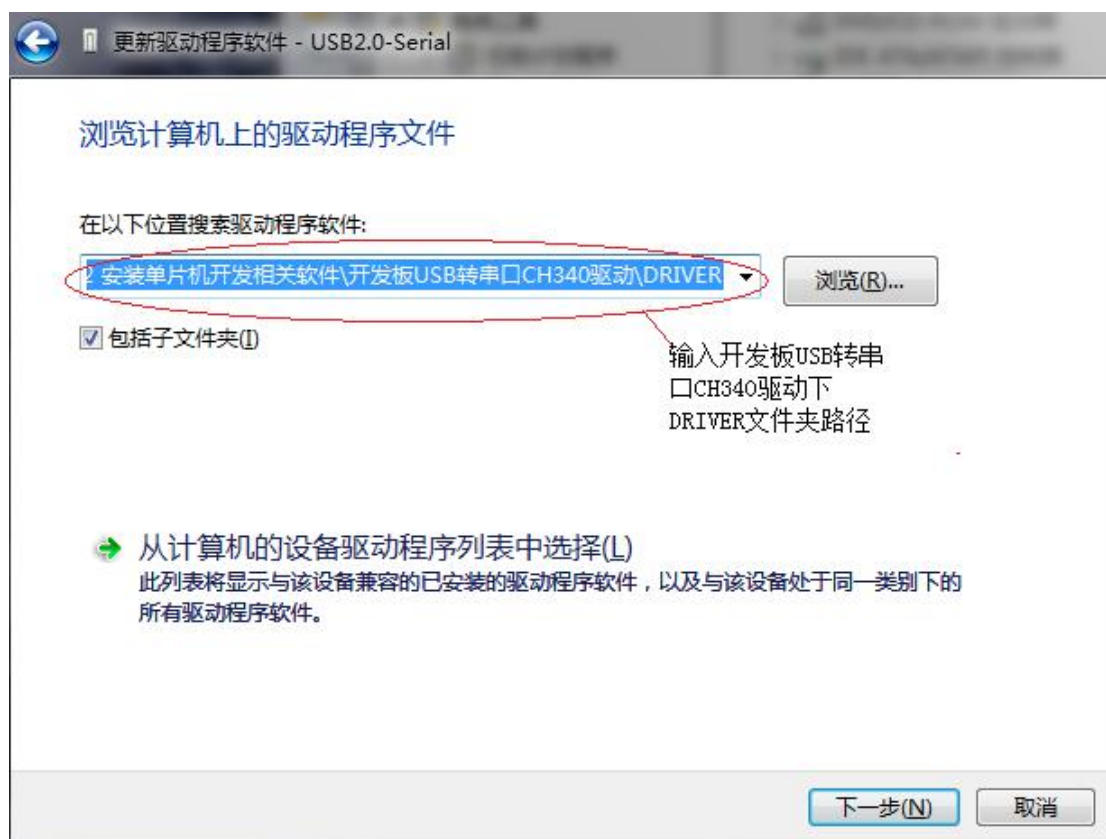 更新驱动程序软件 - USB2.0-Serial
浏览计算机上的驱动程序文件
在以下位置搜索驱动程序软件:
2 安装单片机开发相关软件\开发板USB转串口CH340驱动\DRIVER
浏览(R)...
包括子文件夹(I)
输入开发板USB转串
口CH340驱动下
DRIVER文件夹路径
从计算机的设备驱动程序列表中选择(L)
此列表将显示与该设备兼容的已安装的驱动程序软件，以及与该设备处于同一类别下的
所有驱动程序软件。
下一步(N)
取消